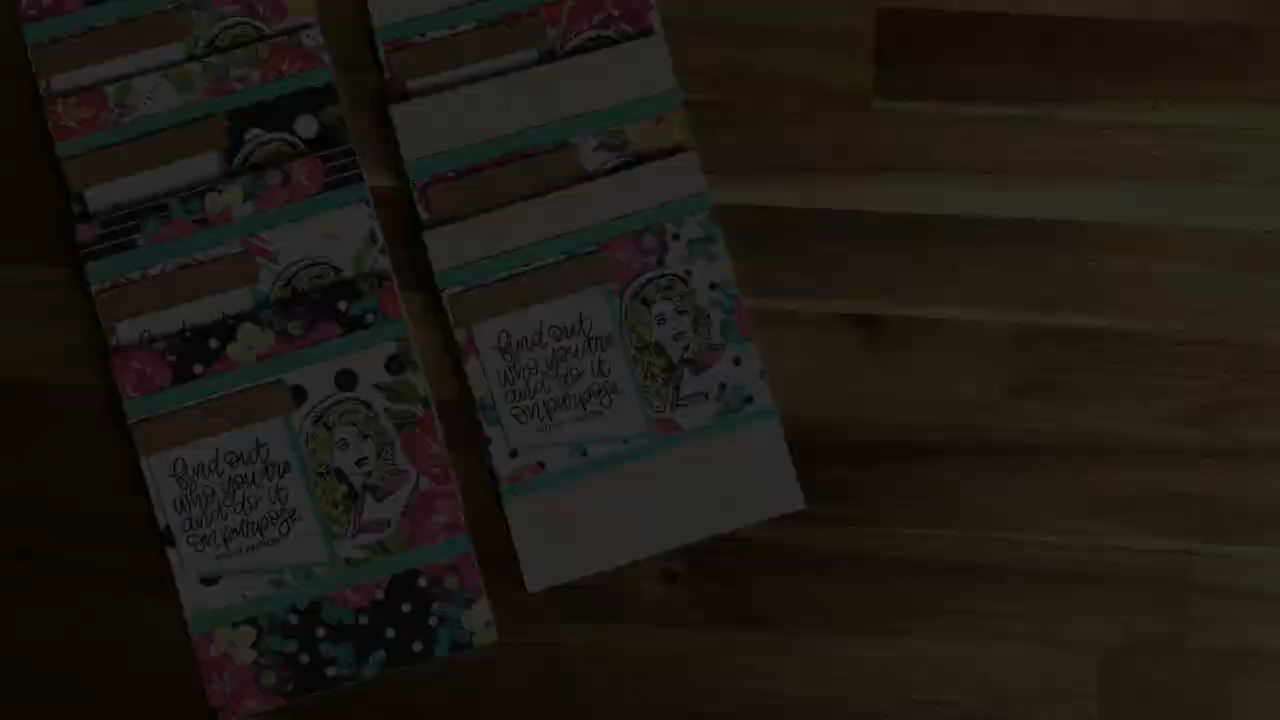 find out
who you are
and do it
on purpose
find out
who you are
and do it
on purpose.